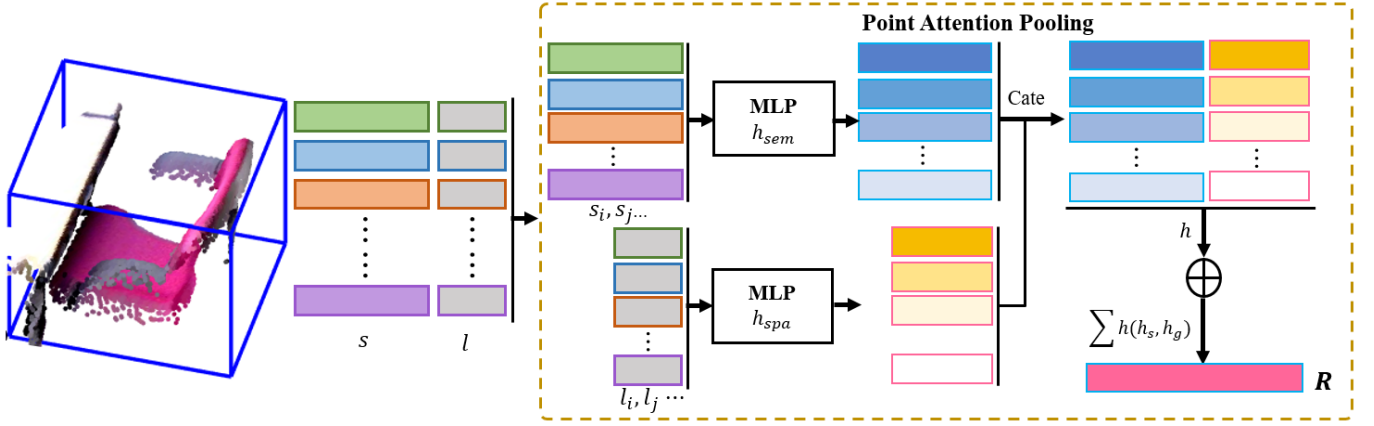 Point Attention Pooling
MLP
h_sem
Cate
s_i, s_j...
h
MLP
h_spa
s
l
∑ h(h_s, h_g)
l_i, l_j ...
R